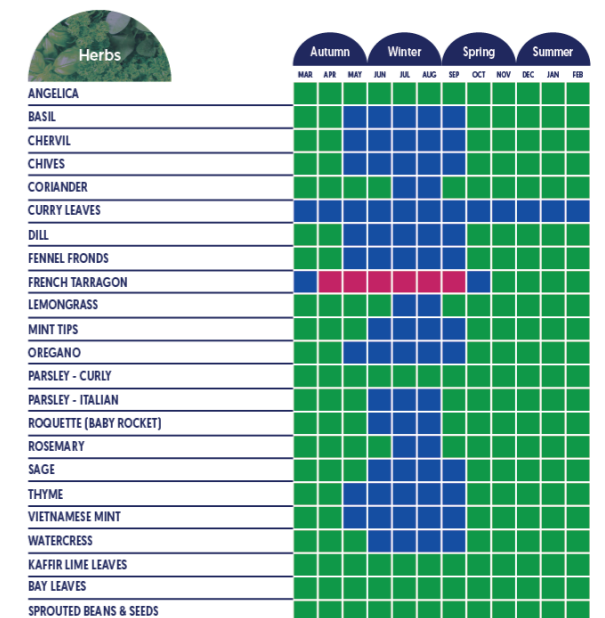 Herbs
Autumn Winter Spring Summer
MAR APR MAY JUN JUL AUG SEP OCT NOV DEC JAN FEB
ANGELICA
BASIL
CHERVIL
CHIVES
CORIANDER
CURRY LEAVES
DILL
FENNEL FRONDS
FRENCH TARRAGON
LEMONGRASS
MINT TIPS
OREGANO
PARSLEY - CURLY
PARSLEY - ITALIAN
ROQUETTE (BABY ROCKET)
ROSEMARY
SAGE
THYME
VIETNAMESE MINT
WATERCRESS
KAFFIR LIME LEAVES
BAY LEAVES
SPROUTED BEANS & SEEDS